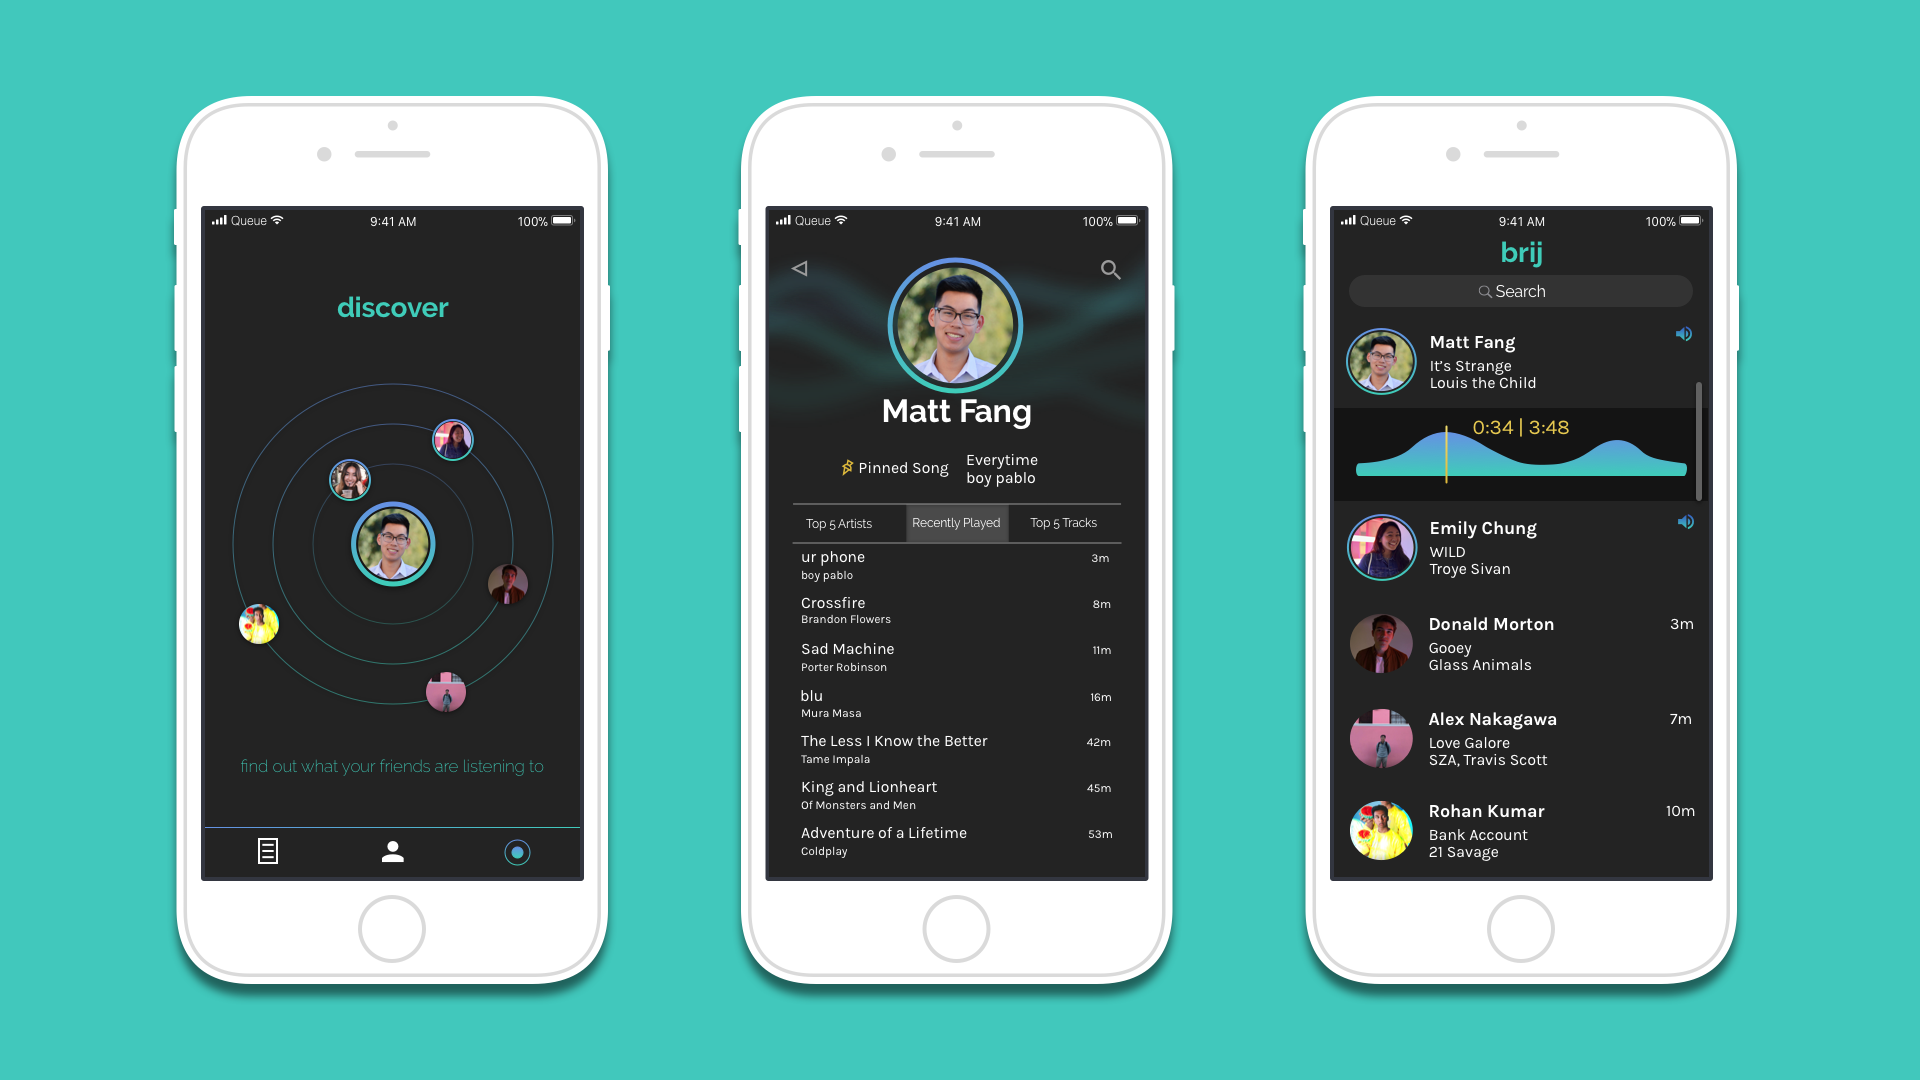 Queue 9:41 AM 100%
discover
find out what your friends are listening to
Queue 9:41 AM 100%
Matt Fang
Pinned Song
Everytime
boy pablo
Top 5 Artists Recently Played Top 5 Tracks
ur phone 3m
boy pablo
Crossfire 8m
Brandon Flowers
Sad Machine 11m
Porter Robinson
blu 16m
Mura Masa
The Less I Know the Better 42m
Tame Impala
King and Lionheart 45m
Of Monsters and Men
Adventure of a Lifetime 53m
Coldplay
Queue 9:41 AM 100%
brij
Search
Matt Fang
It's Strange
Louis the Child
0:34 | 3:48
Emily Chung
WILD
Troye Sivan
Donald Morton 3m
Gooey
Glass Animals
Alex Nakagawa 7m
Love Galore
SZA, Travis Scott
Rohan Kumar 10m
Bank Account
21 Savage